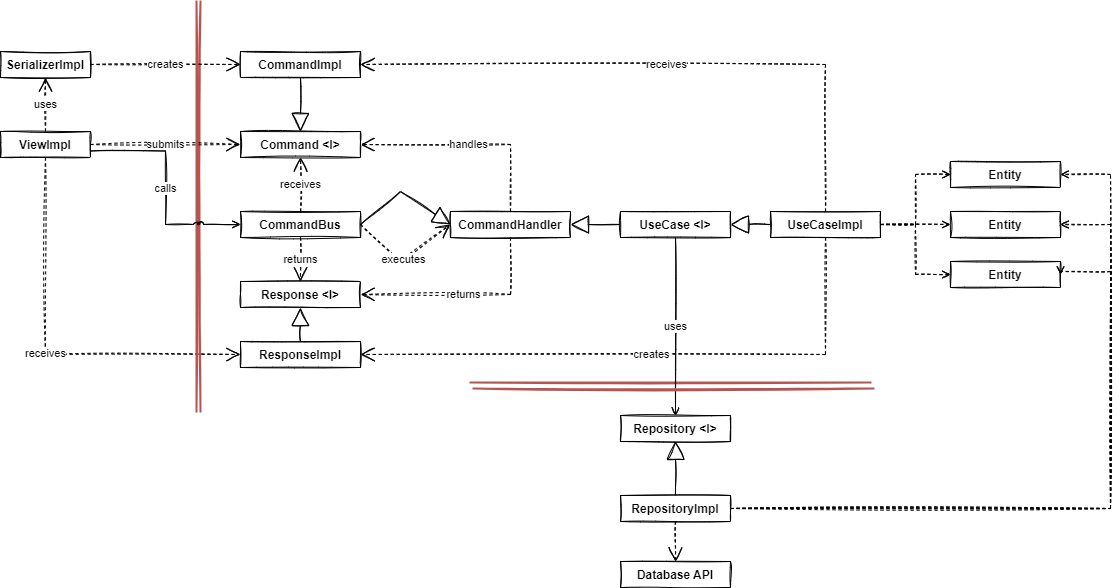 SerializerImpl
creates
CommandImpl
receives
uses
ViewImpl
submits
Command <I>
handles
calls
receives
Entity
CommandBus
CommandHandler
UseCase <I>
UseCaseImpl
Entity
returns
executes
Entity
Response <I>
returns
uses
receives
ResponseImpl
creates
Repository <I>
RepositoryImpl
Database API